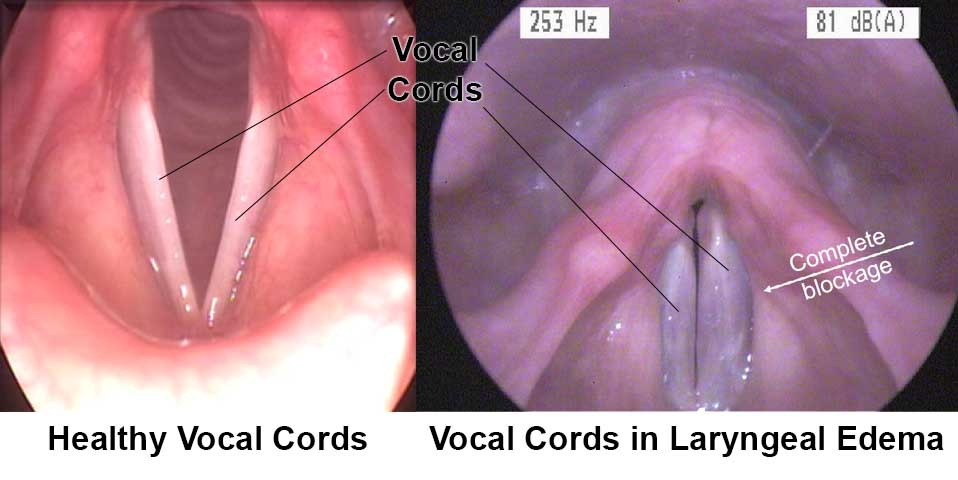 253 Hz
81 dB(A)
Vocal
Cords
Complete
blockage
Healthy Vocal Cords
Vocal Cords in Laryngeal Edema